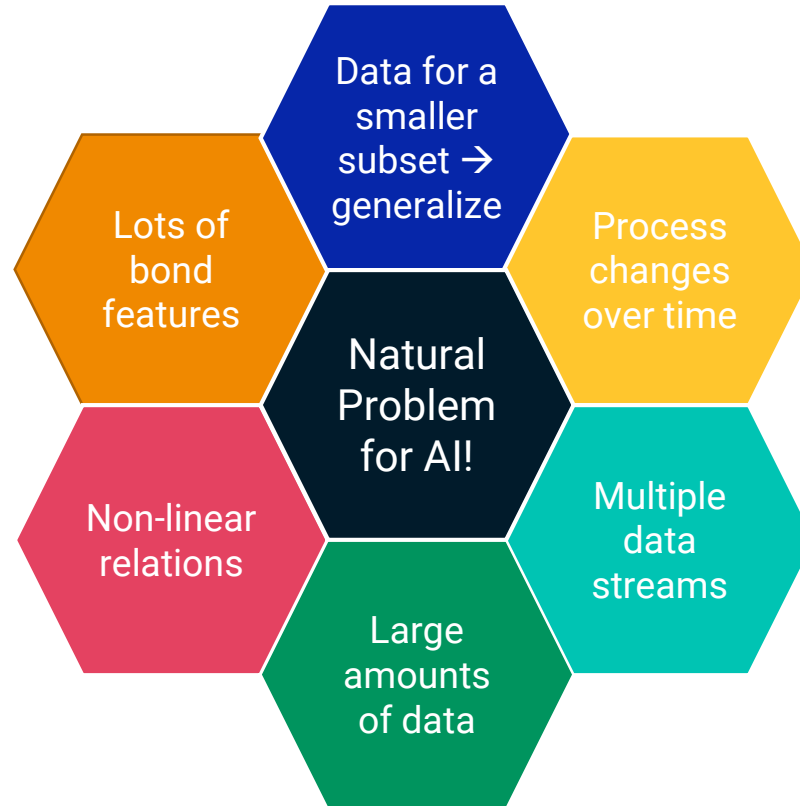 Data for a
smaller
subset →
generalize
Lots of
bond
features
Process
changes
over time
Natural
Problem
for AI!
Non-linear
relations
Multiple
data
streams
Large
amounts
of data